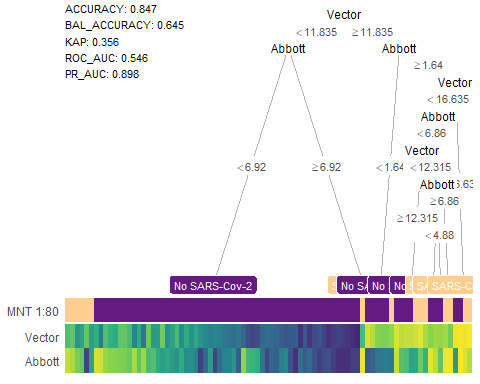 ACCURACY: 0.847
BAL_ACCURACY: 0.645
KAP: 0.356
ROC_AUC: 0.546
PR_AUC: 0.898
Vector
<11.835 ≥11.835
Abbott Abbott
≥1.64
Vector
<16.635
Abbott
<6.86
Vector
<6.92 ≥6.92 <1.64 <12.315
Abbott
≥6.86
≥12.315
<4.88
No SARS-Cov-2 No No
MNT 1:80
Vector
Abbott